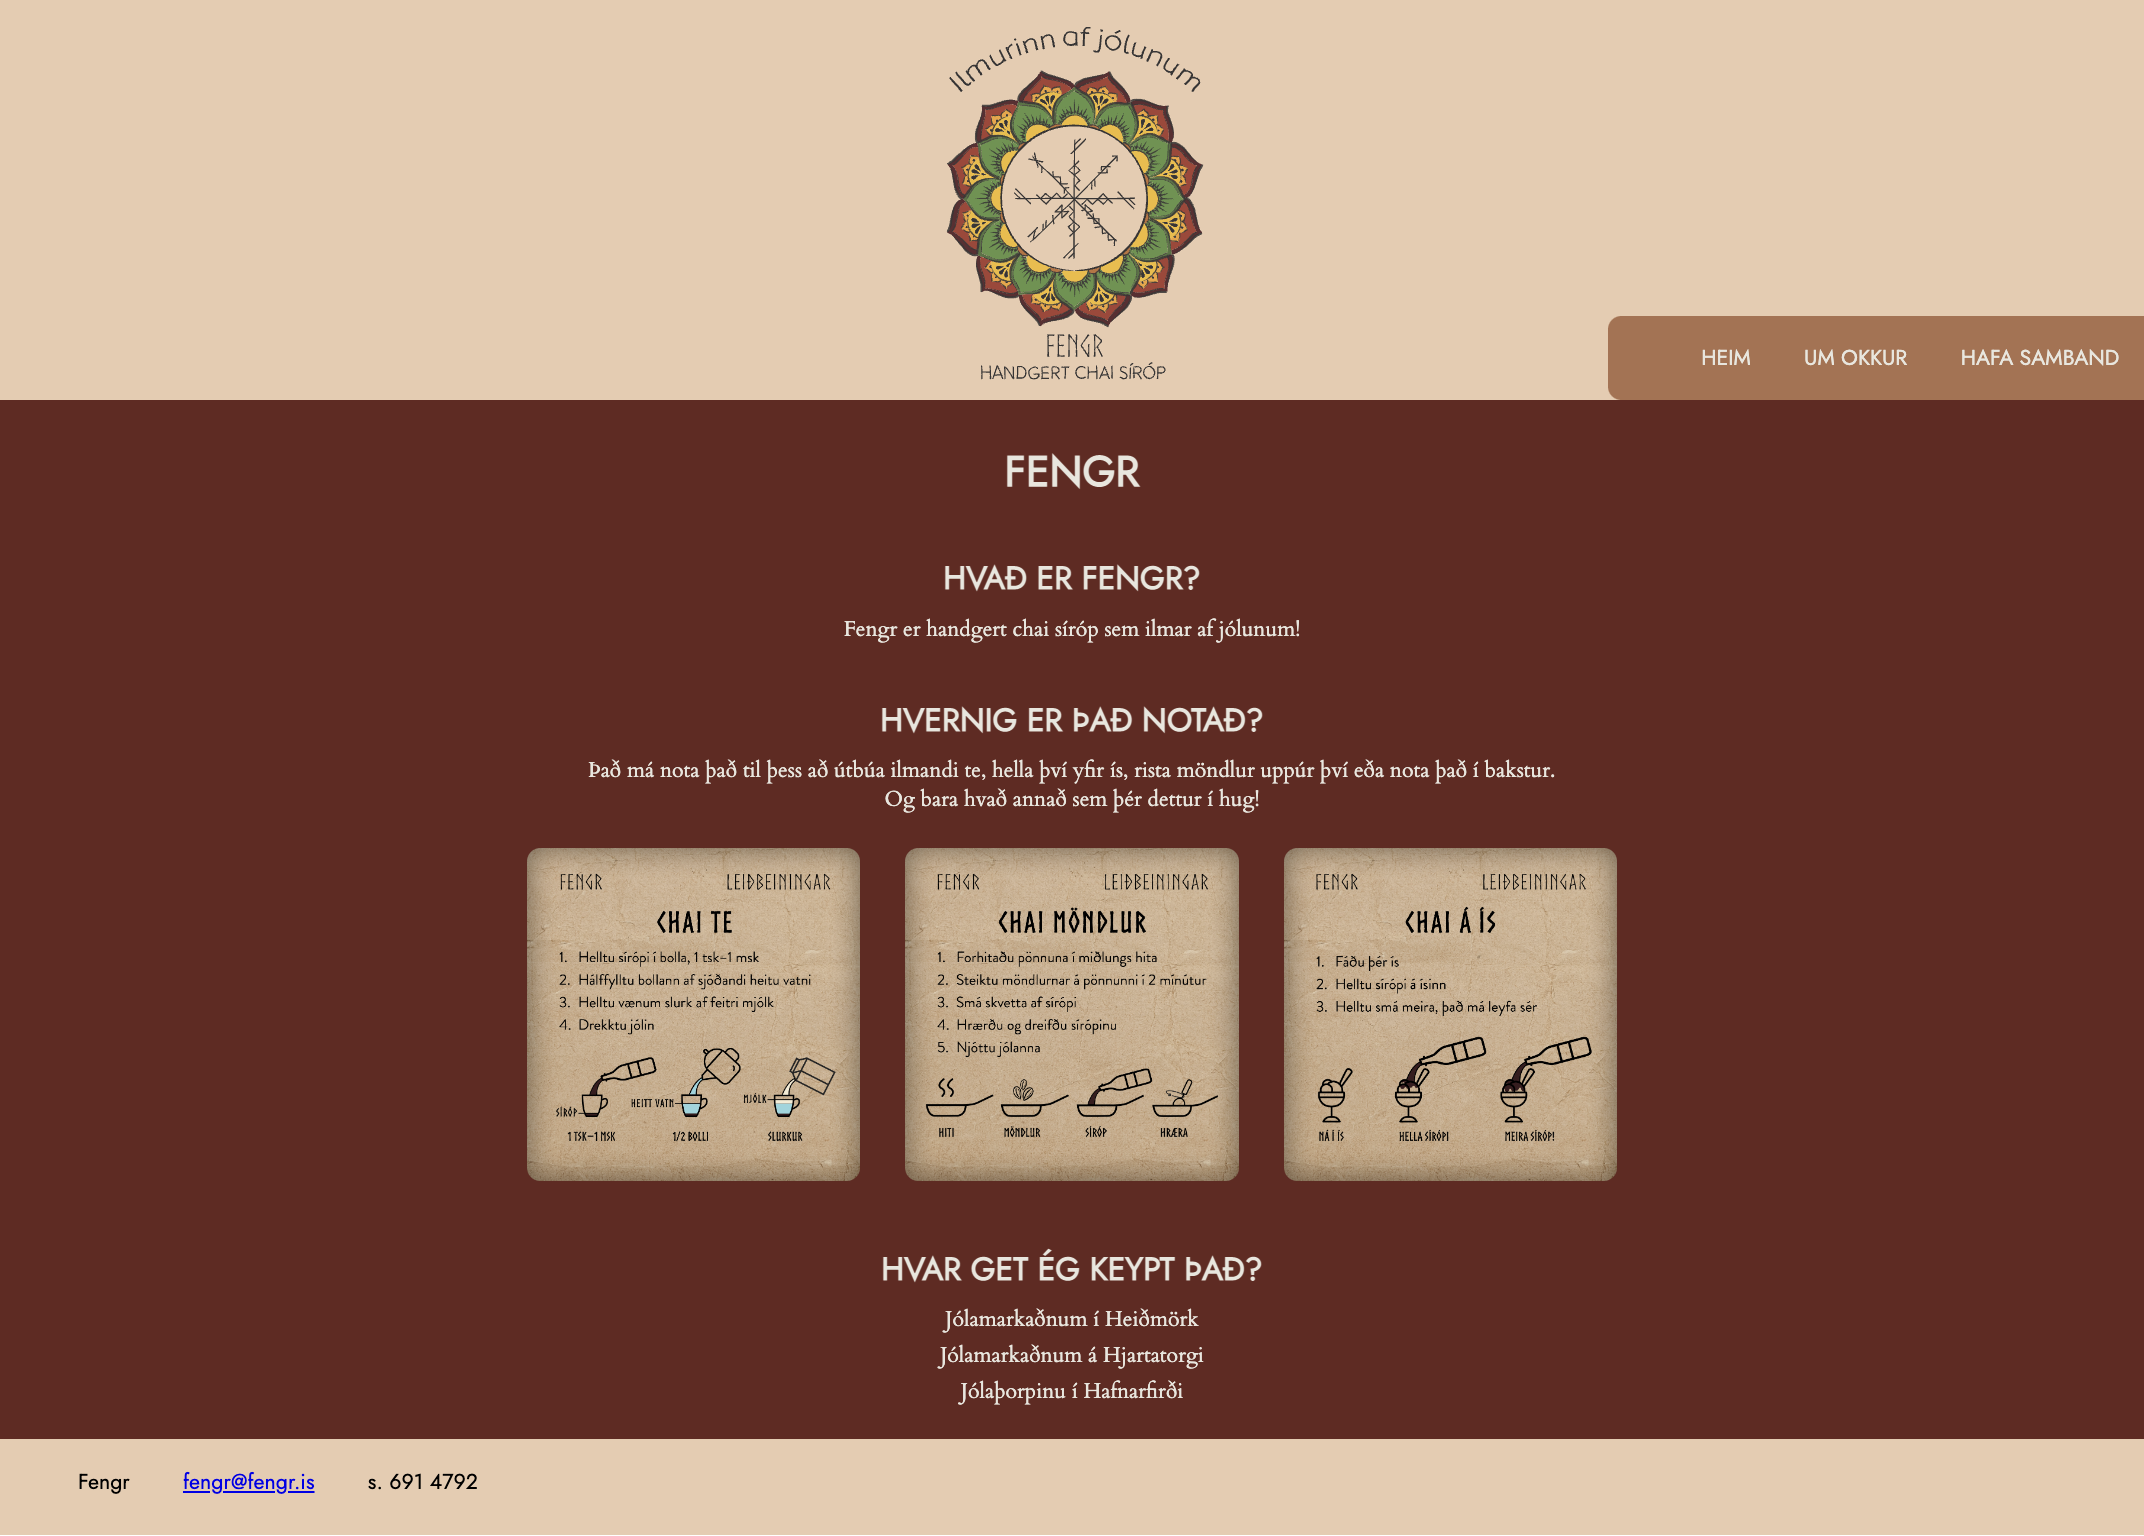 Ilmurinn af jólunum
FENGR
HANDGERT CHAI SÍRÓP
HEIM UM OKKUR HAFA SAMBAND
FENGR
HVAÐ ER FENGR?
Fengr er handgert chai síróp sem ilmar af jólunum!
HVERNIG ER ÞAÐ NOTAÐ?
Það má nota það til þess að útbúa ilmandi te, hella því yfir ís, rista möndlur uppúr því eða nota það í bakstur.
Og bara hvað annað sem þér dettur í hug!
FENGR LEIÐBEININGAR
CHAI TE
1. Helltu sírópi í bolla, 1 tsk–1 msk
2. Hálffylltu bollann af sjóðandi heitu vatni
3. Helltu vænum slurk af feitri mjólk
4. Drekktu jólin
SÍRÓP HEITT VATN MJÓLK
1 TSK–1 MSK 1/2 BOLLI SLURKUR
FENGR LEIÐBEININGAR
CHAI MÖNDLUR
1. Forhitaðu pönnuna í miðlungs hita
2. Steiktu möndlurnar á pönnunni í 2 mínútur
3. Smá skvetta af sírópi
4. Hrærðu og dreifðu sírópinu
5. Njóttu jólanna
HITI MÖNDLUR SÍRÓP HRÆRA
FENGR LEIÐBEININGAR
CHAI Á ÍS
1. Fáðu þér ís
2. Helltu sírópi á ísinn
3. Helltu smá meira, það má leyfa sér
NÁ Í ÍS HELLA SÍRÓPI MEIRA SÍRÓP!
HVAR GET ÉG KEYPT ÞAÐ?
Jólamarkaðnum í Heiðmörk
Jólamarkaðnum á Hjartatorgi
Jólaþorpinu í Hafnarfirði
Fengr fengr@fengr.is s. 691 4792